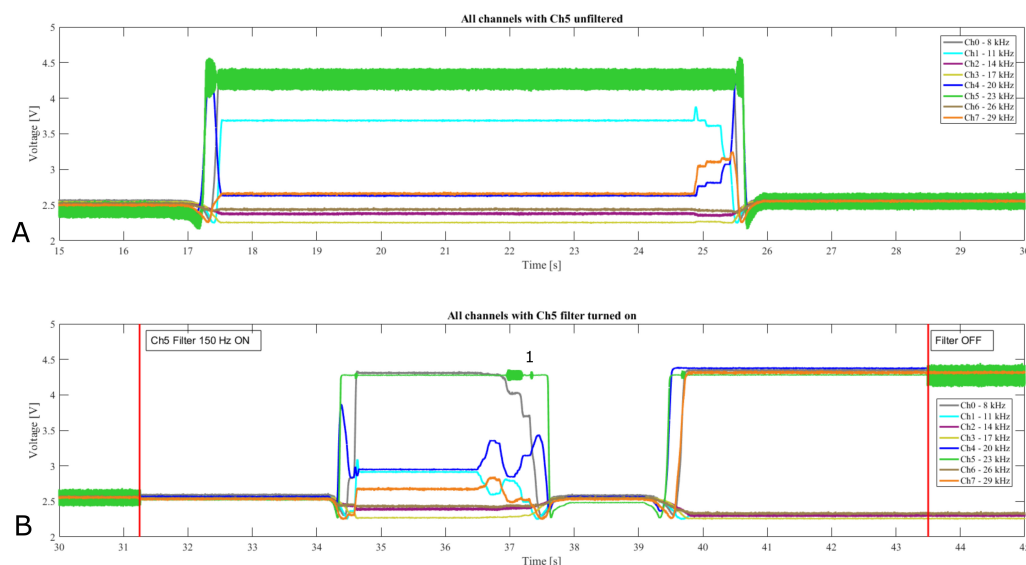 All channels with Ch5 unfiltered
5
4.5
4
3.5
3
2.5
2
Voltage [V]
Ch0 - 8 kHz
Ch1 - 11 kHz
Ch2 - 14 kHz
Ch3 - 17 kHz
Ch4 - 20 kHz
Ch5 - 23 kHz
Ch6 - 26 kHz
Ch7 - 29 kHz
A
15 16 17 18 19 20 21 22 23 24 25 26 27 28 29 30
Time [s]
All channels with Ch5 filter turned on
5
4.5
4
3.5
3
2.5
2
Voltage [V]
Ch5 Filter 150 Hz ON
1
Filter OFF
Ch0 - 8 kHz
Ch1 - 11 kHz
Ch2 - 14 kHz
Ch3 - 17 kHz
Ch4 - 20 kHz
Ch5 - 23 kHz
Ch6 - 26 kHz
Ch7 - 29 kHz
B
30 31 32 33 34 35 36 37 38 39 40 41 42 43 44 45
Time [s]